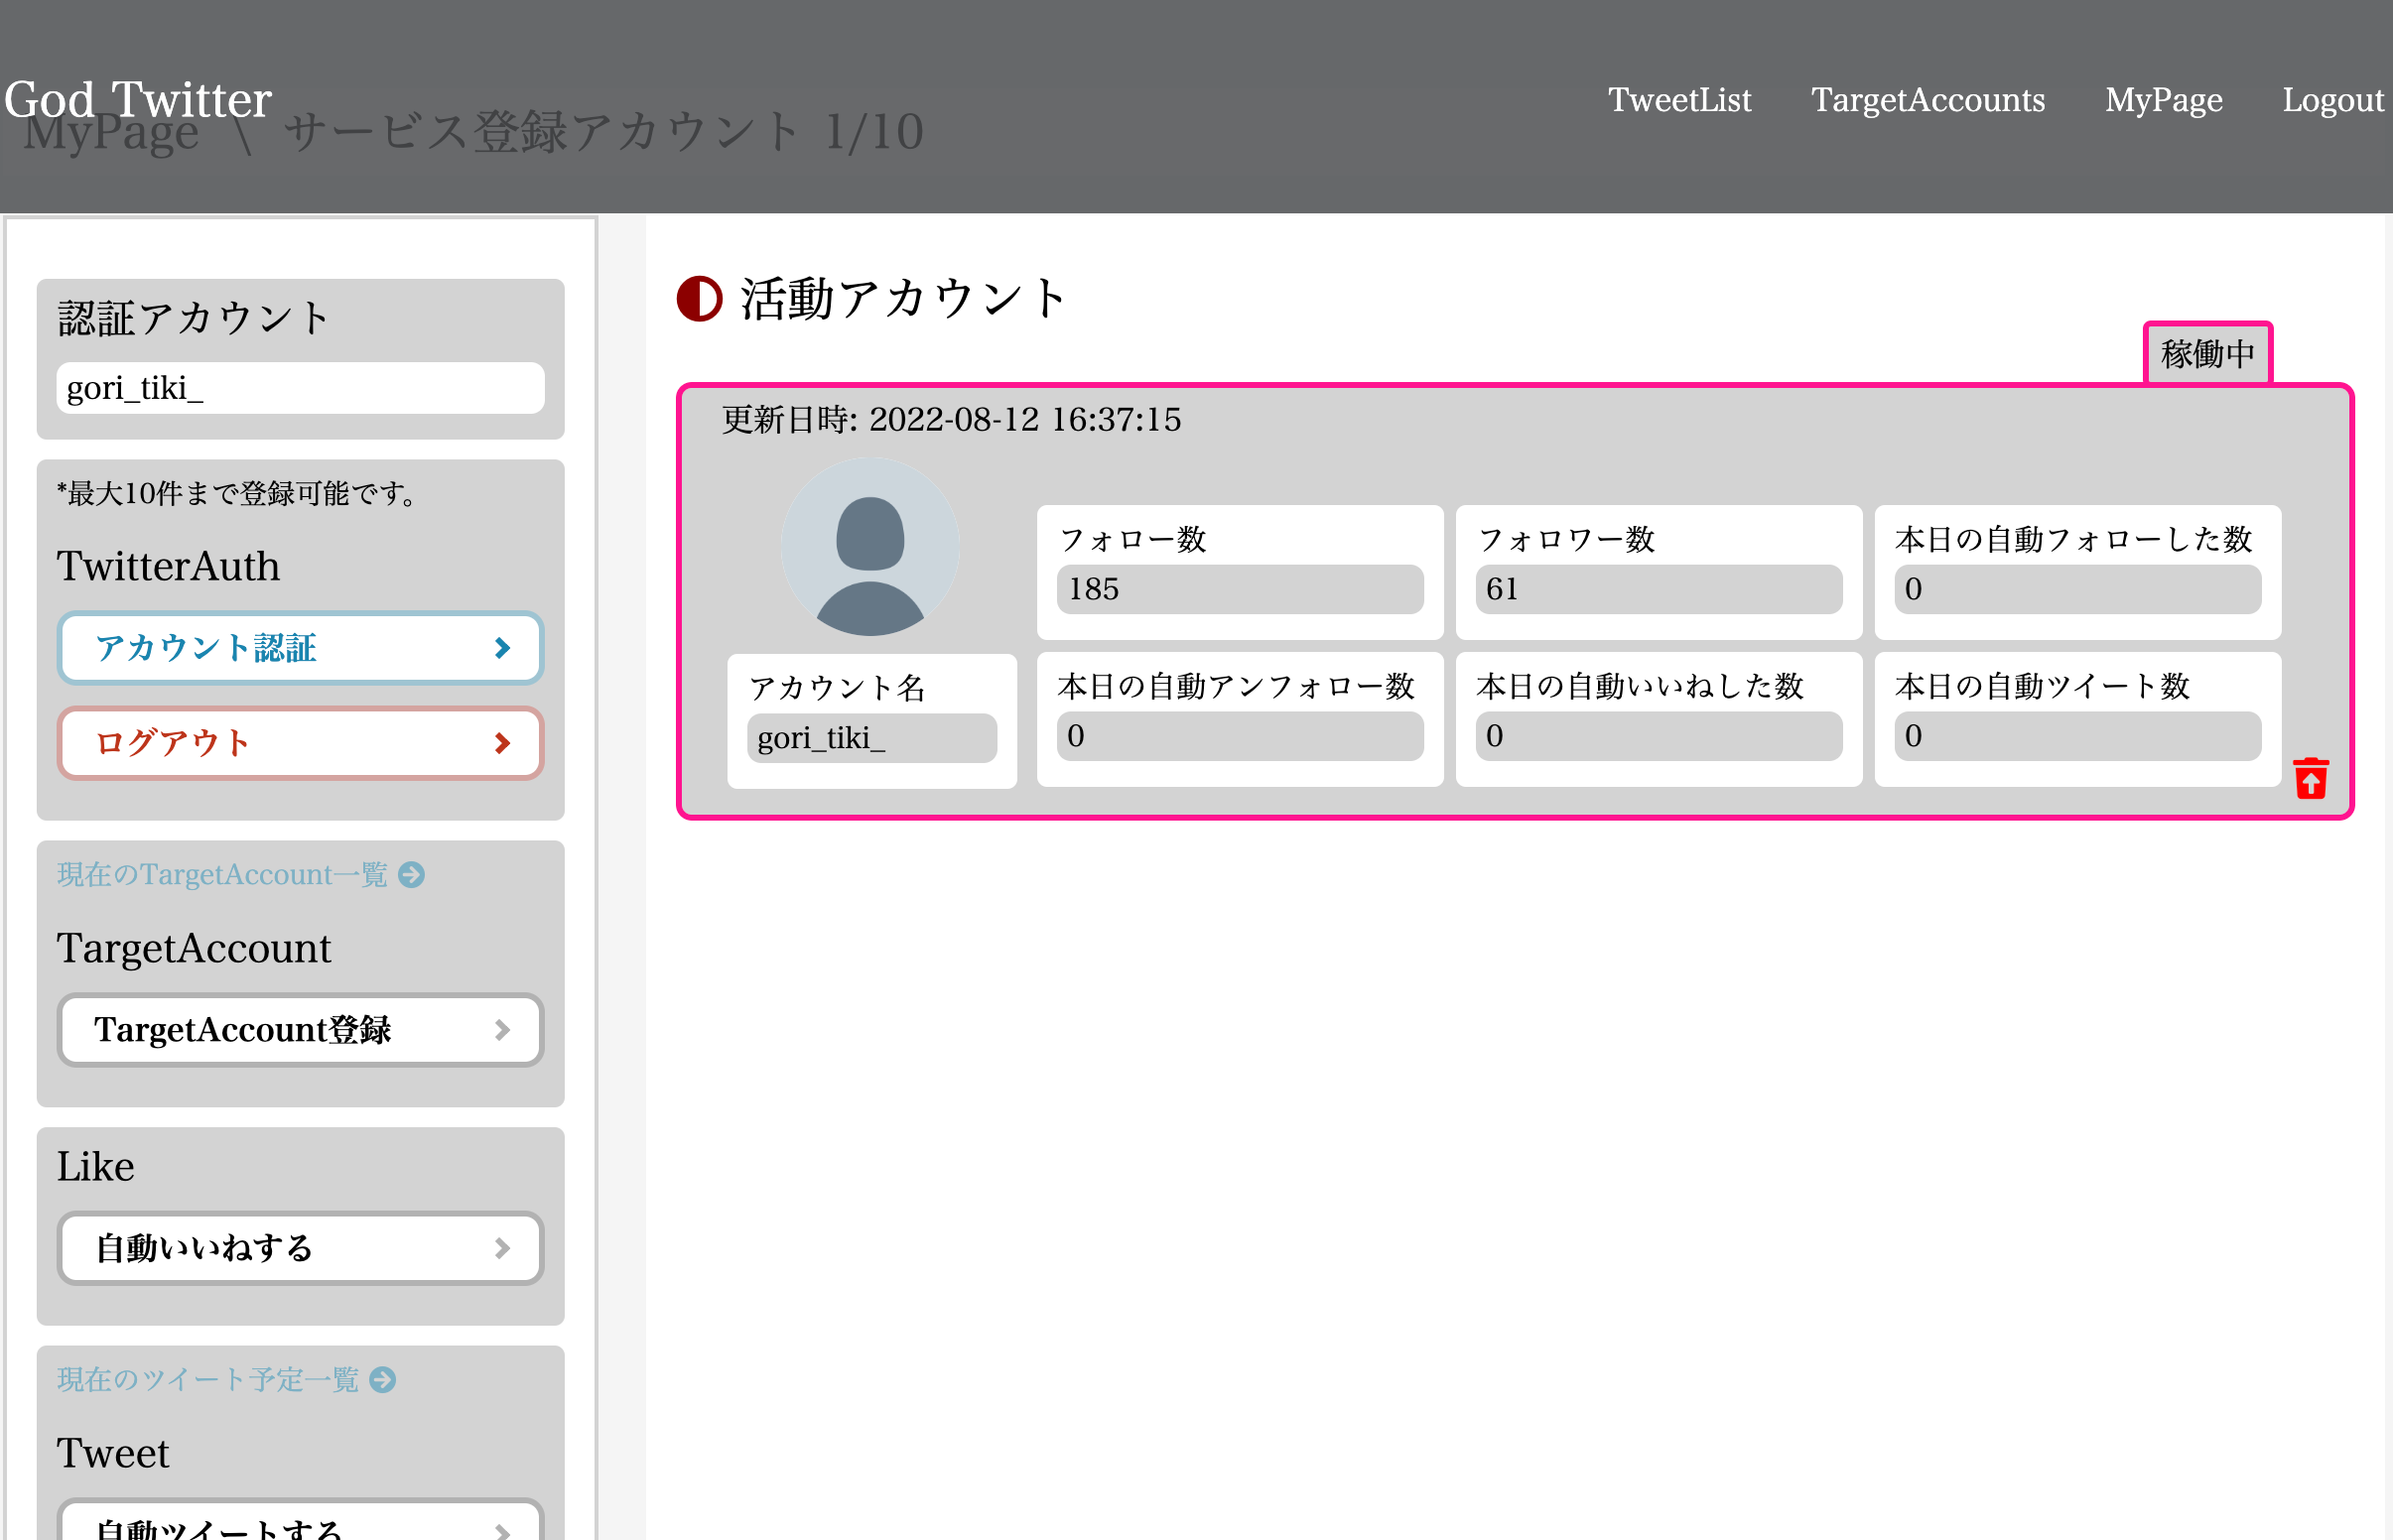 God Twitter
TweetList
TargetAccounts
MyPage
Logout
MyPage \ サービス登録アカウント 1/10
認証アカウント
gori_tiki_
*最大10件まで登録可能です。
TwitterAuth
アカウント認証
ログアウト
現在のTargetAccount一覧
TargetAccount
TargetAccount登録
Like
自動いいねする
現在のツイート予定一覧
Tweet
自動ツイートする
活動アカウント
稼働中
更新日時: 2022-08-12 16:37:15
フォロー数
185
フォロワー数
61
本日の自動フォローした数
0
アカウント名
gori_tiki_
本日の自動アンフォロー数
0
本日の自動いいねした数
0
本日の自動ツイート数
0